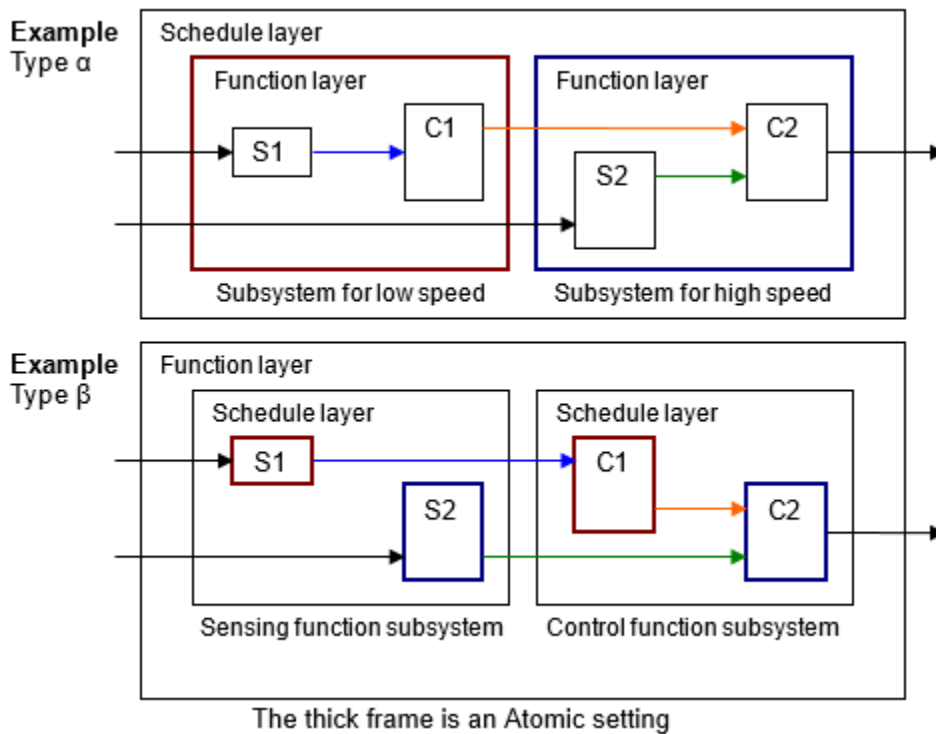 Example
Type α
Schedule layer
Function layer
S1
C1
Function layer
C2
S2
Subsystem for low speed
Subsystem for high speed
Example
Type β
Function layer
Schedule layer
S1
S2
Schedule layer
C1
C2
Sensing function subsystem
Control function subsystem
The thick frame is an Atomic setting